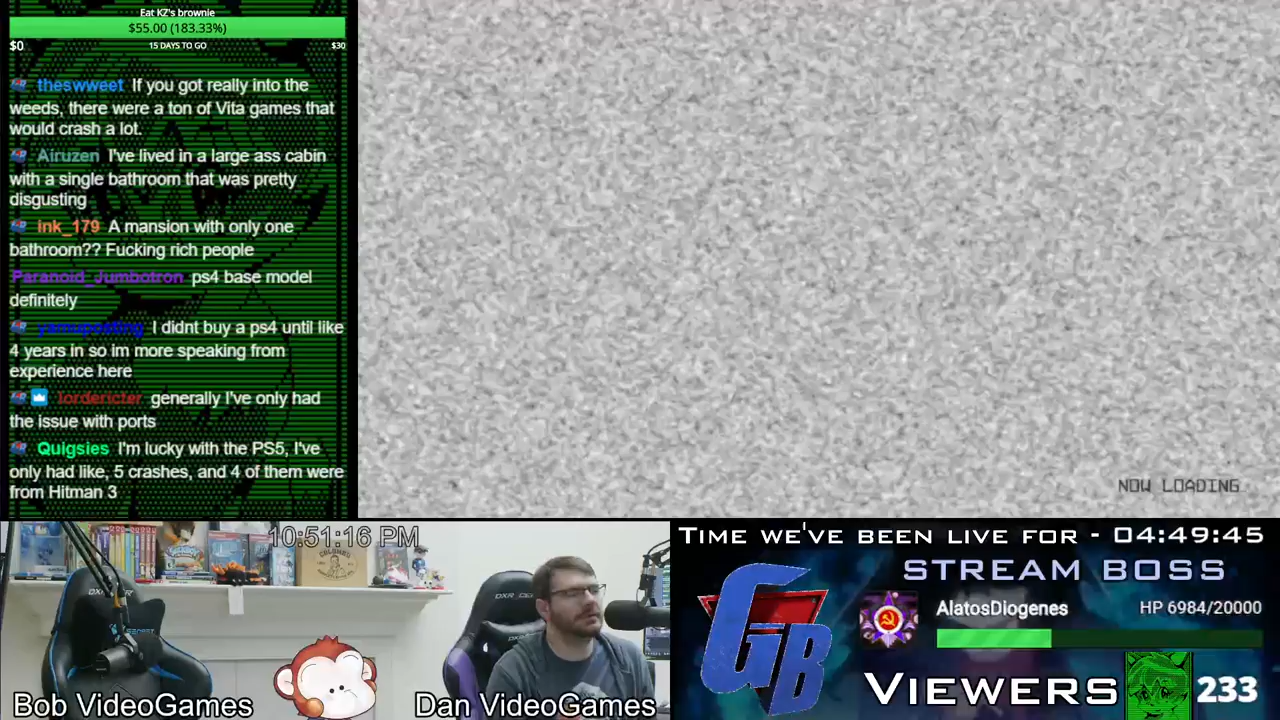 Eat KZ's brownie
$55.00 (183.33%)
$0 15 DAYS TO GO $30
theswweet If you got really into the
weeds, there were a ton of Vita games that
would crash a lot.
Airuzen I've lived in a large ass cabin
with a single bathroom that was pretty
disgusting
ink_179 A mansion with only one
bathroom?? Fucking rich people
Paranoid_Jumbotron ps4 base model
definitely
yamuposting I didnt buy a ps4 until like
4 years in so im more speaking from
experience here
lordericter generally I've only had
the issue with ports
Quigsies I'm lucky with the PS5, I've
only had like, 5 crashes, and 4 of them were
from Hitman 3
NOW LOADING
10:51:16 PM
Bob VideoGames
Dan VideoGames
TIME WE'VE BEEN LIVE FOR - 04:49:45
STREAM BOSS
AlatosDiogenes HP 6984/20000
GB
VIEWERS 233